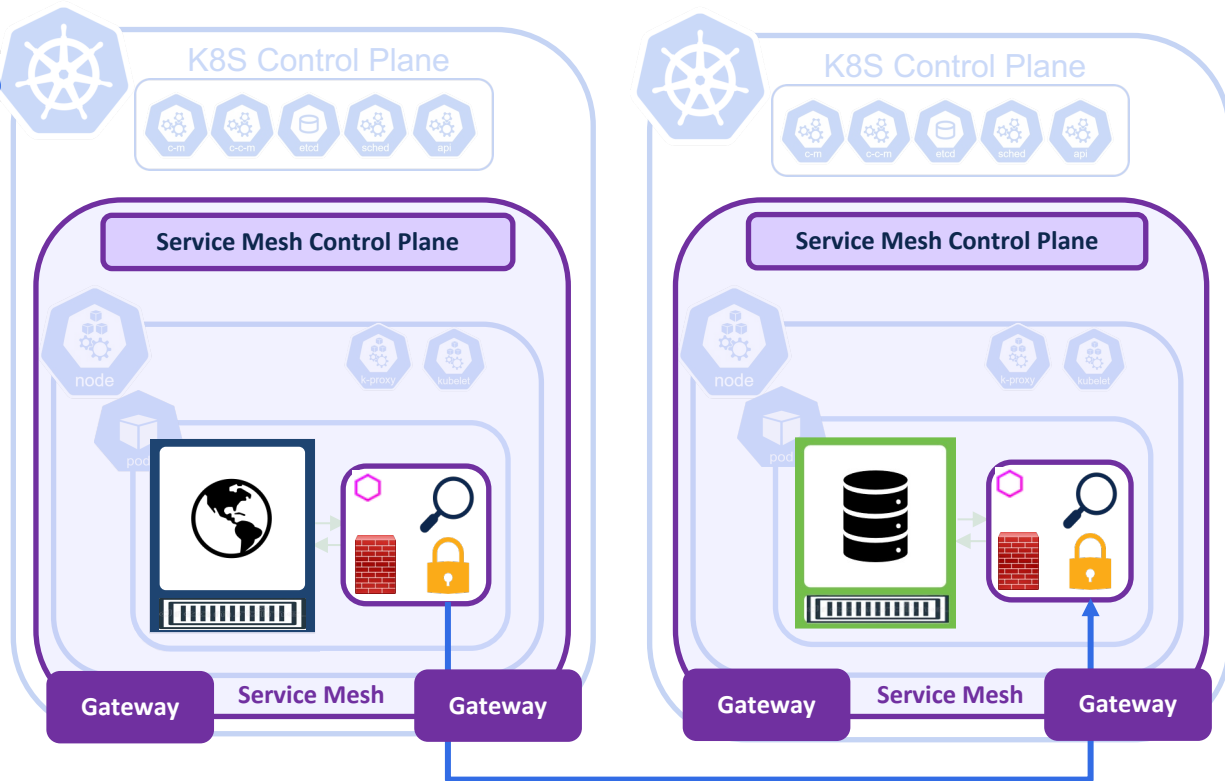 K8S Control Plane
c-m
c-c-m
etcd
sched
api
Service Mesh Control Plane
node
k-proxy
kubelet
pod
Gateway
Service Mesh
Gateway
K8S Control Plane
c-m
c-c-m
etcd
sched
api
Service Mesh Control Plane
node
k-proxy
kubelet
pod
Gateway
Service Mesh
Gateway